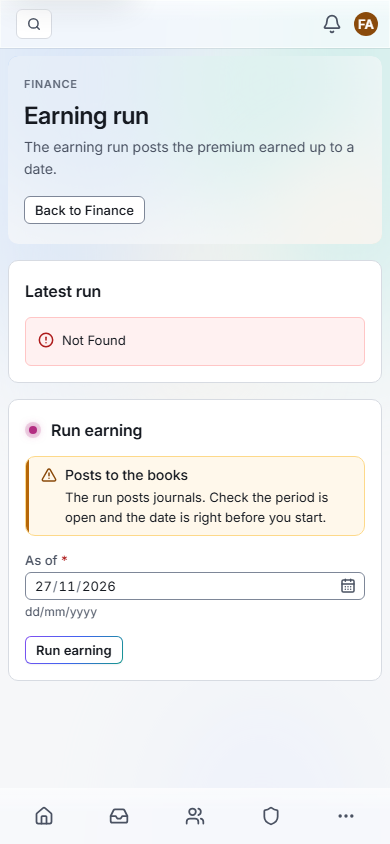 FA
FINANCE
Earning run
The earning run posts the premium earned up to a
date.
Back to Finance
Latest run
Not Found
Run earning
Posts to the books
The run posts journals. Check the period is
open and the date is right before you start.
As of *
27/11/2026
dd/mm/yyyy
Run earning